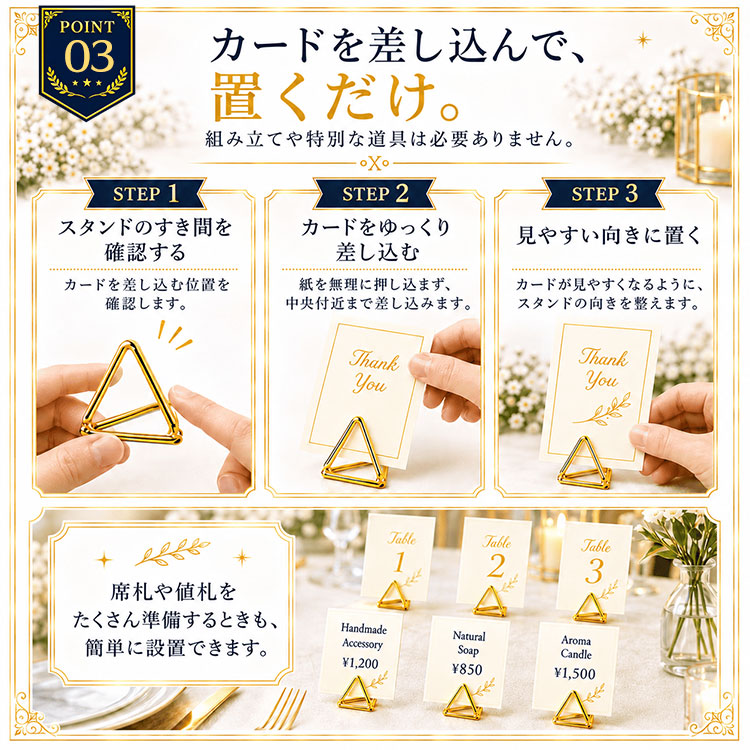 POINT
03
カードを差し込んで、
置くだけ。
組み立てや特別な道具は必要ありません。
STEP 1
スタンドのすき間を
確認する
カードを差し込む位置を
確認します。
STEP 2
カードをゆっくり
差し込む
紙を無理に押し込まず、
中央付近まで差し込みます。
Thank
You
STEP 3
見やすい向きに置く
カードが見やすくなるように、
スタンドの向きを整えます。
Thank
You
席札や値札を
たくさん準備するときも、
簡単に設置できます。
Table
1
Table
2
Table
3
Handmade
Accessory
¥1,200
Natural
Soap
¥850
Aroma
Candle
¥1,500